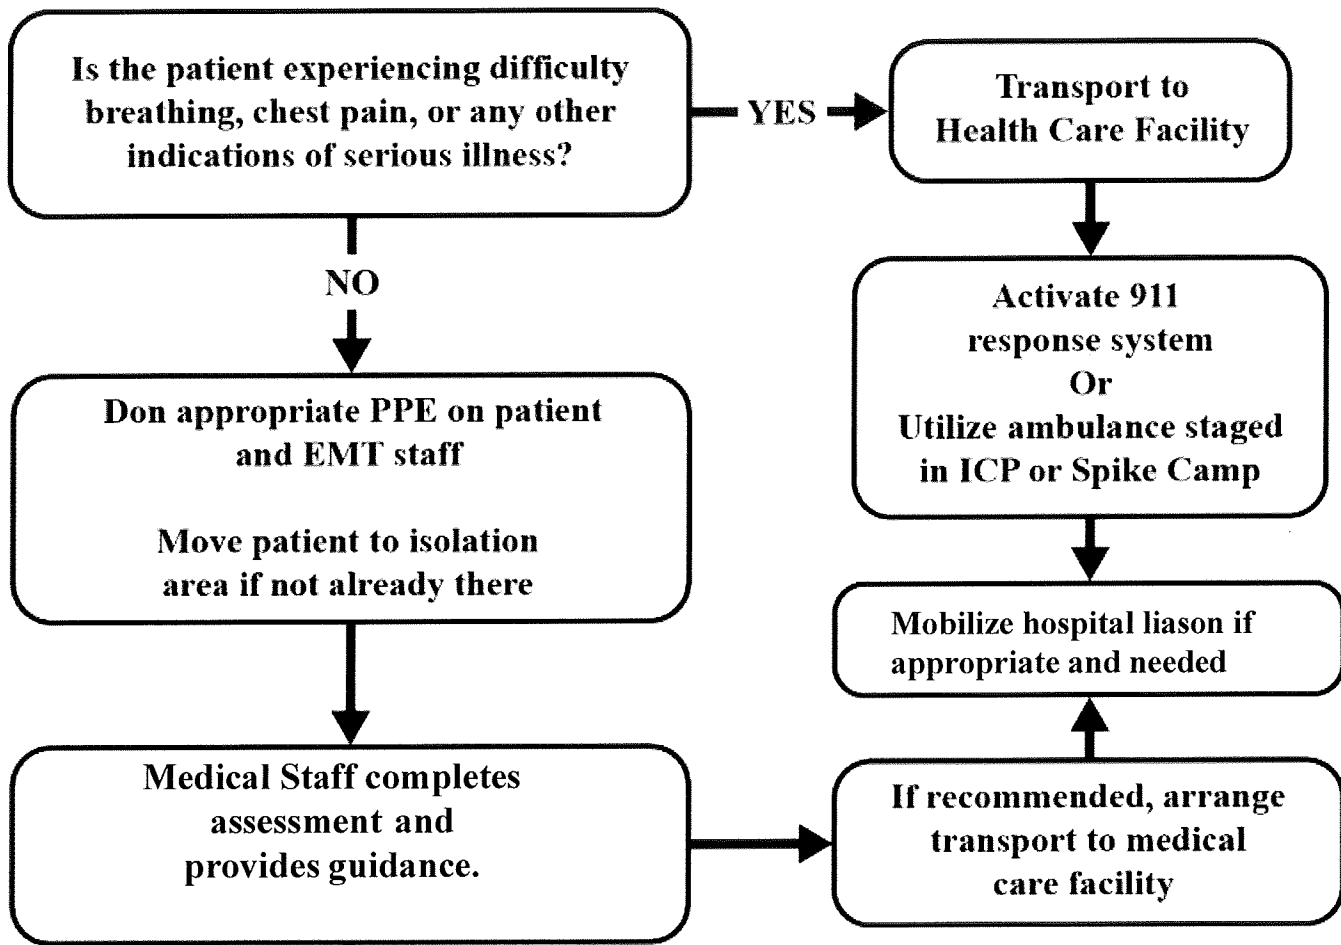 Is the patient experiencing difficulty
breathing, chest pain, or any other
indications of serious illness?
YES
Transport to
Health Care Facility
NO
Activate 911
response system
Or
Utilize ambulance staged
in ICP or Spike Camp
Don appropriate PPE on patient
and EMT staff
Move patient to isolation
area if not already there
Mobilize hospital liason if
appropriate and needed
Medical Staff completes
assessment and
provides guidance.
If recommended, arrange
transport to medical
care facility